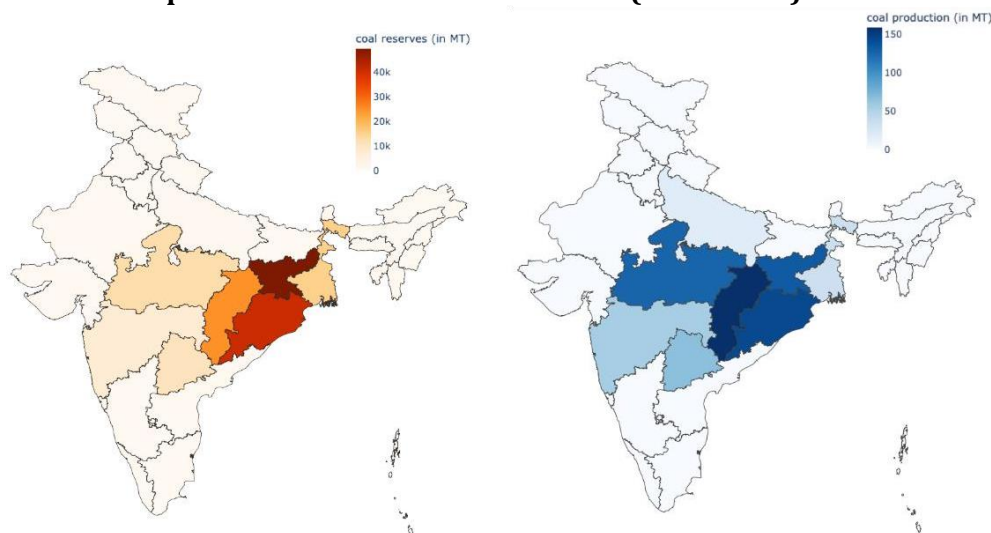 coal reserves (in MT)
40k
30k
20k
10k
0
coal production (in MT)
150
100
50
0